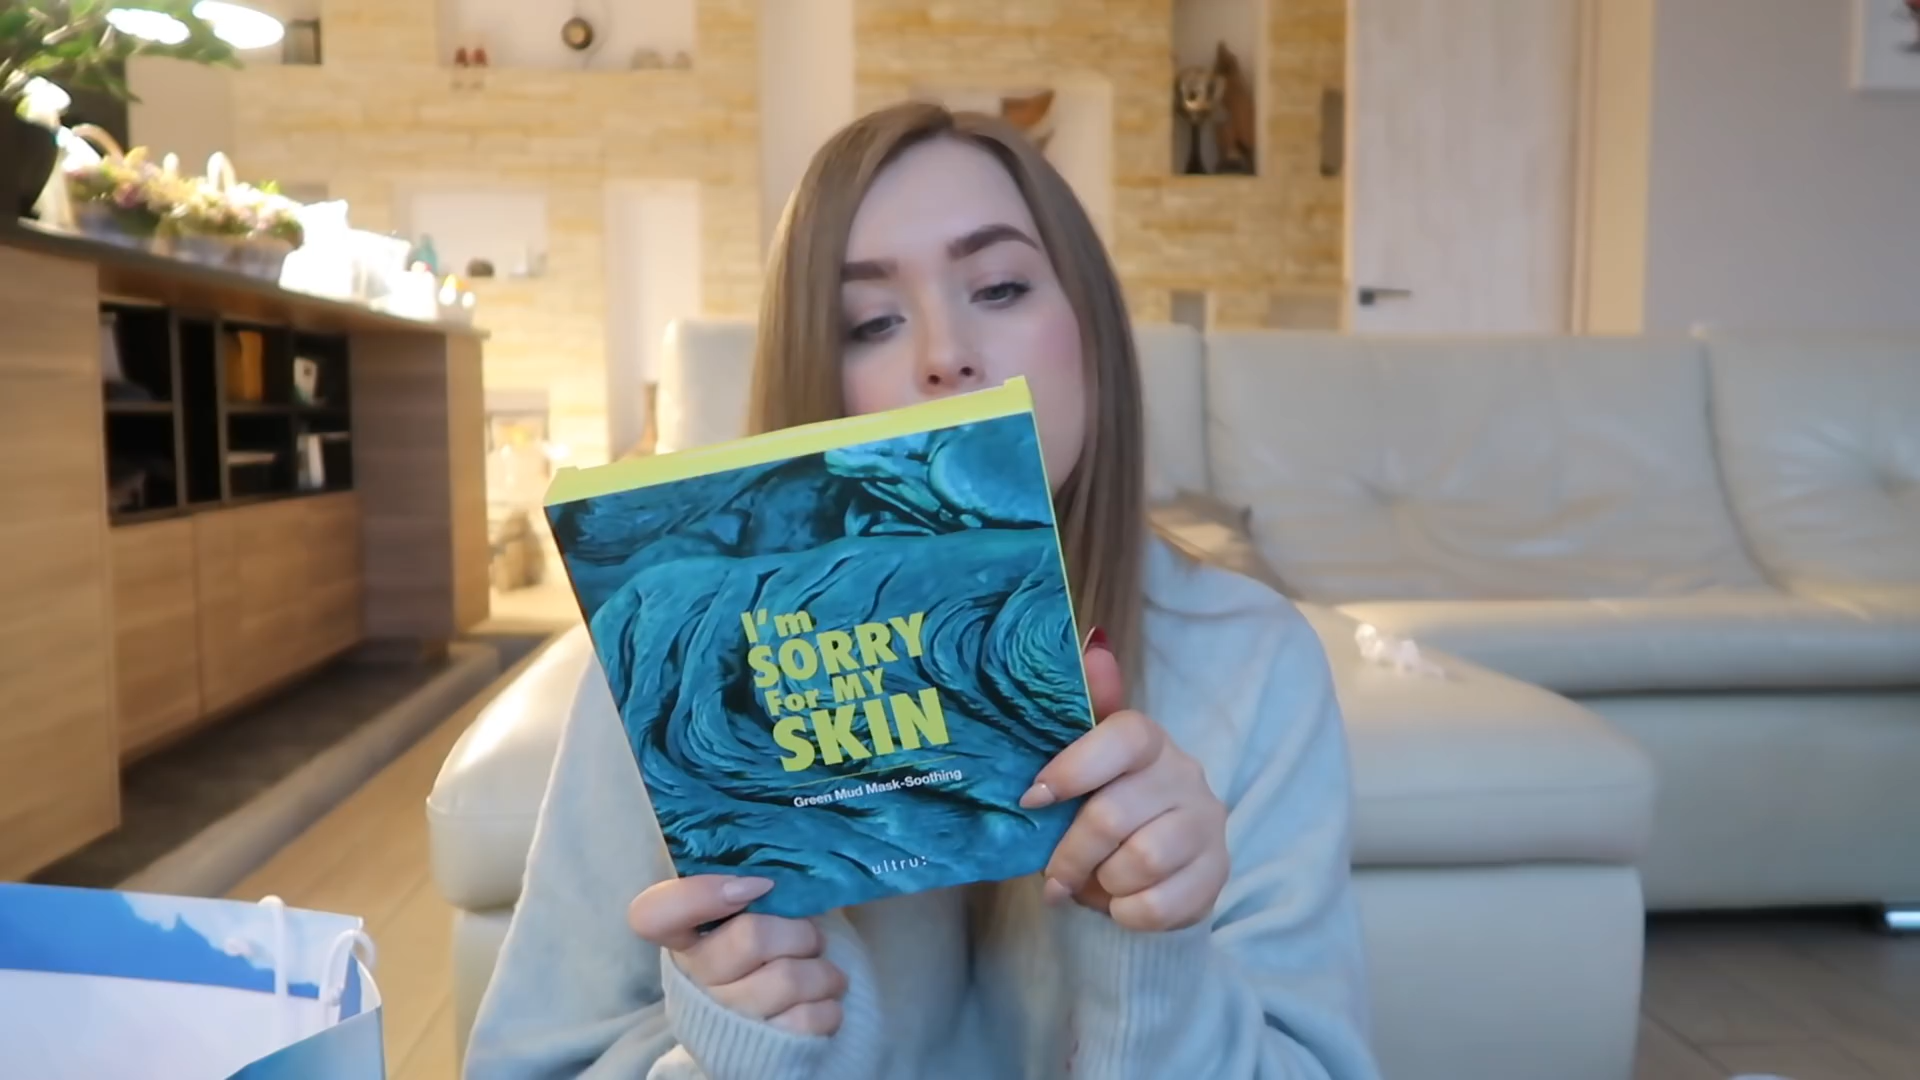 I'm
SORRY
For MY
SKIN
Green Mud Mask-Soothing
ultru: